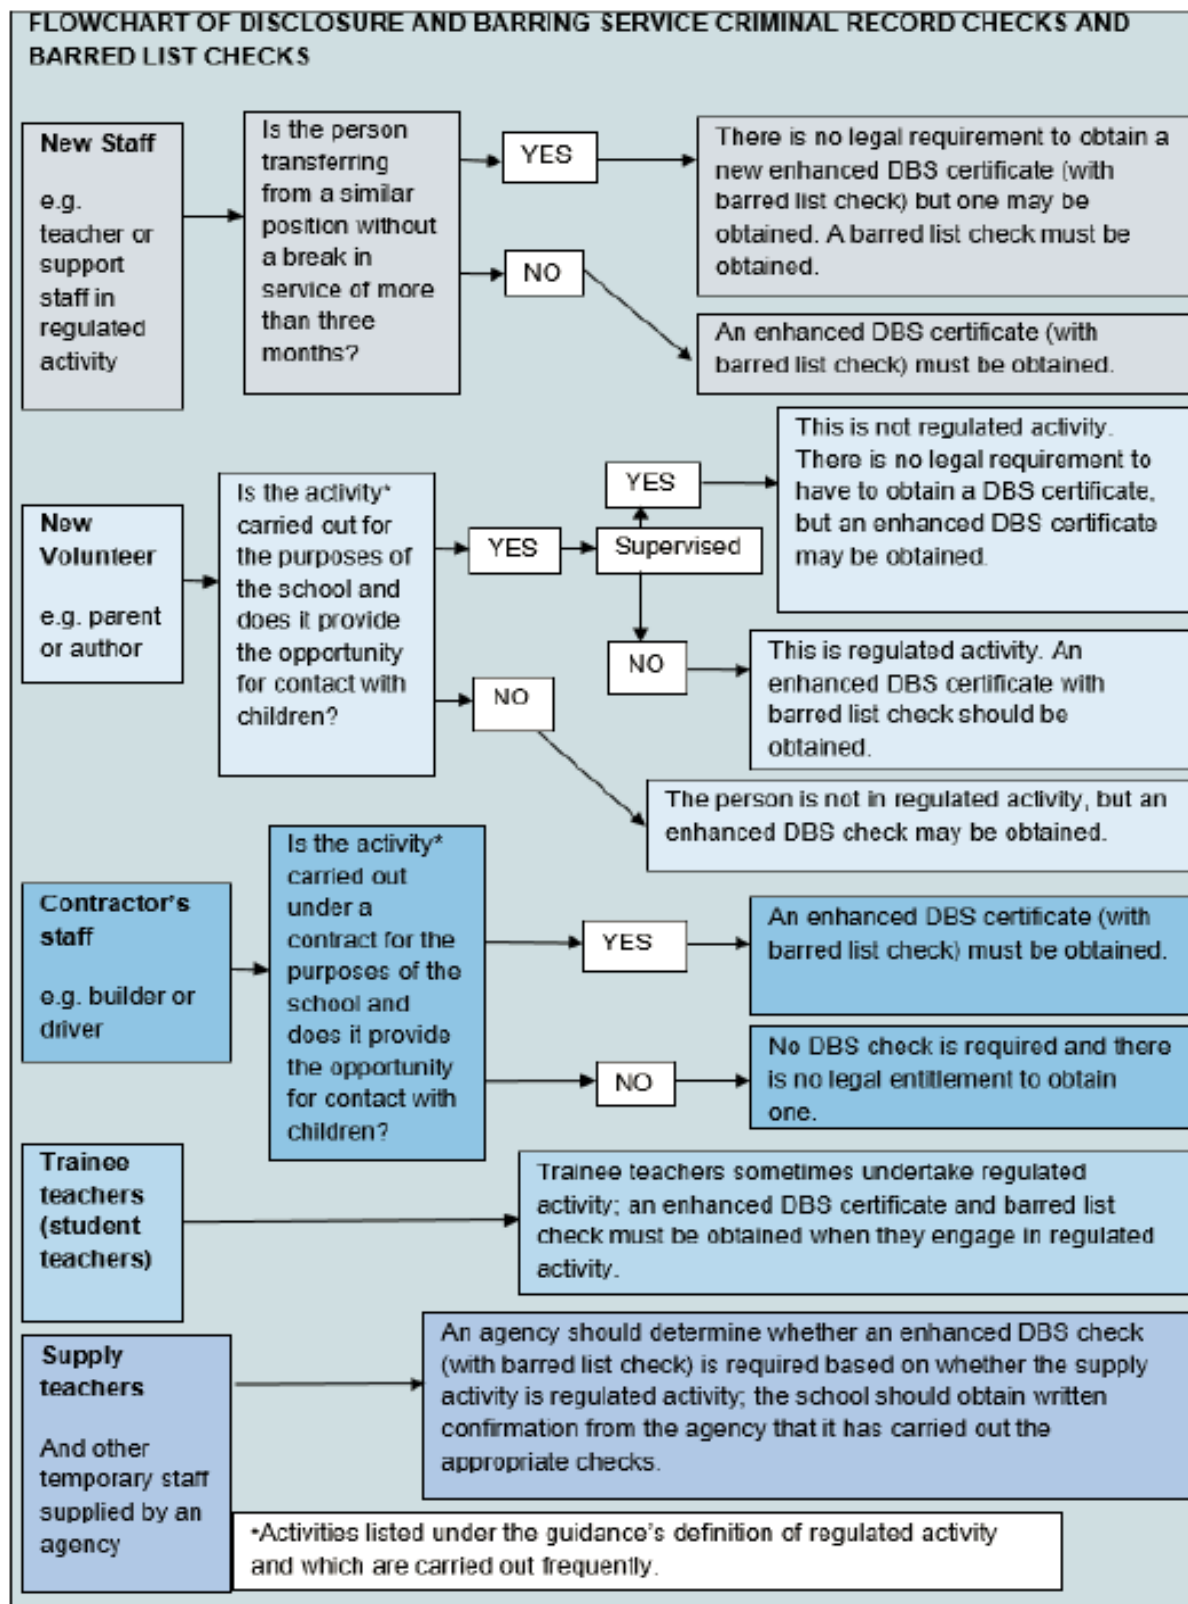 FLOWCHART OF DISCLOSURE AND BARRING SERVICE CRIMINAL RECORD CHECKS AND
BARRED LIST CHECKS
New Staff
e.g.
teacher or
support
staff in
regulated
activity
Is the person
transferring
from a similar
position without
a break in
service of more
than three
months?
YES
There is no legal requirement to obtain a
new enhanced DBS certificate (with
barred list check) but one may be
obtained. A barred list check must be
obtained.
NO
An enhanced DBS certificate (with
barred list check) must be obtained.
New
Volunteer
e.g. parent
or author
Is the activity*
carried out for
the purposes of
the school and
does it provide
the opportunity
for contact with
children?
YES
Supervised
YES
This is not regulated activity.
There is no legal requirement to
have to obtain a DBS certificate,
but an enhanced DBS certificate
may be obtained.
NO
This is regulated activity. An
enhanced DBS certificate with
barred list check should be
obtained.
NO
The person is not in regulated activity, but an
enhanced DBS check may be obtained.
Contractor's
staff
e.g. builder or
driver
Is the activity*
carried out
under a
contract for the
purposes of the
school and
does it provide
the opportunity
for contact with
children?
YES
An enhanced DBS certificate (with
barred list check) must be obtained.
NO
No DBS check is required and there
is no legal entitlement to obtain
one.
Trainee
teachers
(student
teachers)
Trainee teachers sometimes undertake regulated
activity; an enhanced DBS certificate and barred list
check must be obtained when they engage in regulated
activity.
Supply
teachers
And other
temporary staff
supplied by an
agency
An agency should determine whether an enhanced DBS check
(with barred list check) is required based on whether the supply
activity is regulated activity; the school should obtain written
confirmation from the agency that it has carried out the
appropriate checks.
*Activities listed under the guidance's definition of regulated activity
and which are carried out frequently.